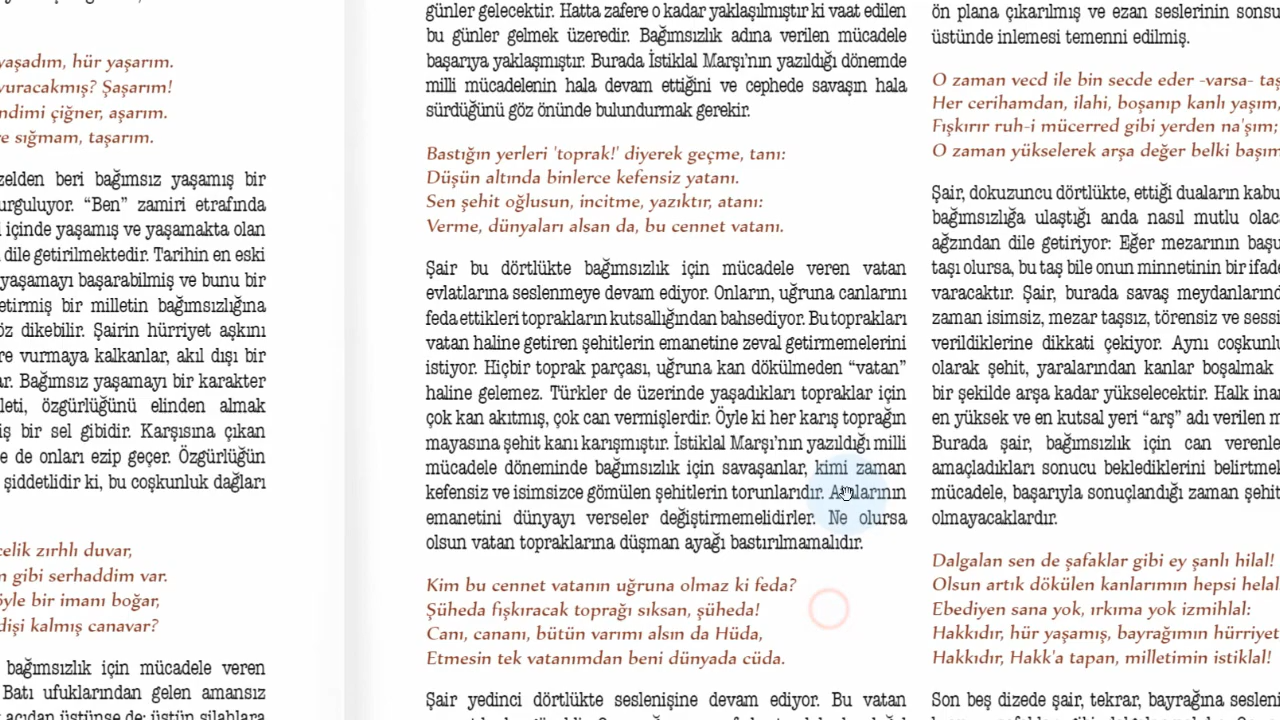 yaşadım, hür yaşarım.
vuracakmış? Şaşarım!
ndimi çiğner, aşarım.
sığmam, taşarım.
zelden beri bağımsız yaşamış bir
urguluyor. “Ben” zamiri etrafında
içinde yaşamış ve yaşamakta olan
dile getirilmektedir. Tarihin en eski
yaşamayı başarabilmiş ve bunu bir
etirmiş bir milletin bağımsızlığına
öz dikebilir. Şairin hürriyet aşkını
re vurmaya kalkanlar, akıl dışı bir
ar. Bağımsız yaşamayı bir karakter
leti, özgürlüğünü elinden almak
iş bir sel gibidir. Karşısına çıkan
e de onları ezip geçer. Özgürlüğün
şiddetlidir ki, bu coşkunluk dağları
çelik zırhlı duvar,
n gibi serhaddim var.
öyle bir imanı boğar,
dişi kalmış canavar?
bağımsızlık için mücadele veren
Batı ufuklarından gelen amansız
açıdan üstünse de; üstün silahlara
günler gelecektir. Hatta zafere o kadar yaklaşılmıştır ki vaat edilen
bu günler gelmek üzeredir. Bağımsızlık adına verilen mücadele
başarıya yaklaşmıştır. Burada İstiklal Marşı’nın yazıldığı dönemde
milli mücadelenin hala devam ettiğini ve cephede savaşın hala
sürdüğünü göz önünde bulundurmak gerekir.
Bastığın yerleri 'toprak!' diyerek geçme, tanı:
Düşün altında binlerce kefensiz yatanı.
Sen şehit oğlusun, incitme, yazıktır, atanı:
Verme, dünyaları alsan da, bu cennet vatanı.
Şair bu dörtlükte bağımsızlık için mücadele veren vatan
evlatlarına seslenmeye devam ediyor. Onların, uğruna canlarını
feda ettikleri toprakların kutsallığından bahsediyor. Bu toprakları
vatan haline getiren şehitlerin emanetine zeval getirmemelerini
istiyor. Hiçbir toprak parçası, uğruna kan dökülmeden “vatan”
haline gelemez. Türkler de üzerinde yaşadıkları topraklar için
çok kan akıtmış, çok can vermişlerdir. Öyle ki her karış toprağın
mayasına şehit kanı karışmıştır. İstiklal Marşı’nın yazıldığı milli
mücadele döneminde bağımsızlık için savaşanlar, kimi zaman
kefensiz ve isimsizce gömülen şehitlerin torunlarıdır. Atalarının
emanetini dünyayı verseler değiştirmemelidirler. Ne olursa
olsun vatan topraklarına düşman ayağı bastırılmamalıdır.
Kim bu cennet vatanın uğruna olmaz ki feda?
Şüheda fışkıracak toprağı sıksan, şüheda!
Canı, cananı, bütün varımı alsın da Hüda,
Etmesin tek vatanımdan beni dünyada cüda.
Şair yedinci dörtlükte seslenişine devam ediyor. Bu vatan
ön plana çıkarılmış ve ezan seslerinin sonsu
üstünde inlemesi temenni edilmiş.
O zaman vecd ile bin secde eder -varsa- taş
Her cerihamdan, ilahi, boşanıp kanlı yaşım,
Fışkırır ruh-i mücerred gibi yerden na'şım;
O zaman yükselerek arşa değer belki başım
Şair, dokuzuncu dörtlükte, ettiği duaların kabu
bağımsızlığa ulaştığı anda nasıl mutlu olac
ağzından dile getiriyor: Eğer mezarının başu
taşı olursa, bu taş bile onun minnetinin bir ifade
varacaktır. Şair, burada savaş meydanlarınd
zaman isimsiz, mezar taşsız, törensiz ve sessi
verildiklerine dikkati çekiyor. Aynı coşkunlu
olarak şehit, yaralarından kanlar boşalmak
bir şekilde arşa kadar yükselecektir. Halk inan
en yüksek ve en kutsal yeri “arş” adı verilen m
Burada şair, bağımsızlık için can verenle
amaçladıkları sonucu beklediklerini belirtmek
mücadele, başarıyla sonuçlandığı zaman şehit
olmayacaklardır.
Dalgalan sen de şafaklar gibi ey şanlı hilal!
Olsun artık dökülen kanlarımın hepsi helal
Ebediyen sana yok, ırkıma yok izmihlal:
Hakkıdır, hür yaşamış, bayrağımın hürriyet
Hakkıdır, Hakk'a tapan, milletimin istiklal!
Son beş dizede şair, tekrar, bayrağına sesleni